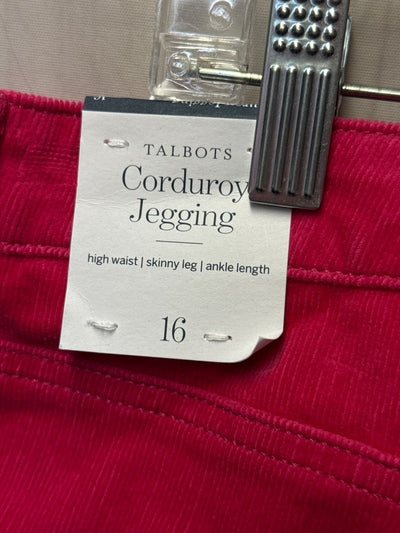 TALBOTS
Corduroy
Jegging
high waist | skinny leg | ankle length
16